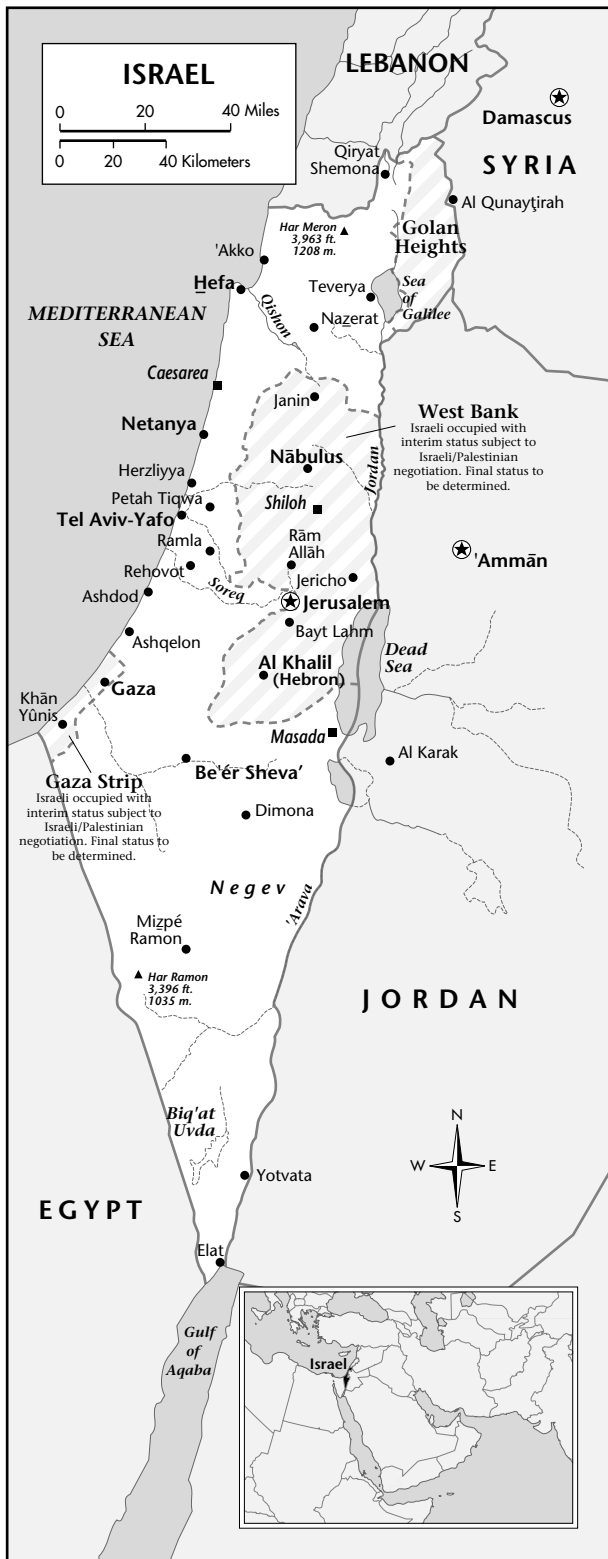 ISRAEL
0 20 40 Miles
0 20 40 Kilometers
LEBANON
Damascus
SYRIA
Qiryat
Shemona
Al Qunayţirah
Golan
Heights
Har Meron
3,963 ft.
1208 m.
'Akko
H̱efa
Teverya
Sea
of
Galilee
MEDITERRANEAN
SEA
Qishon
Naẕerat
Caesarea
Janin
West Bank
Israeli occupied with
interim status subject to
Israeli/Palestinian
negotiation. Final status to
be determined.
Netanya
Nābulus
Jordan
Herzliyya
Petah Tiqwa
Shiloh
Tel Aviv-Yafo
Ramla
Rām
Allāh
'Ammān
Rehovot
Soreq
Jericho
Ashdod
Jerusalem
Bayt Lahm
Ashqelon
Dead
Sea
Al Khalil
(Hebron)
Gaza
Khān
Yûnis
Masada
Al Karak
Be'ér Sheva’
Gaza Strip
Israeli occupied with
interim status subject to
Israeli/Palestinian
negotiation. Final status to
be determined.
Dimona
Negev
'Arava
Miẕpé
Ramon
Har Ramon
3,396 ft.
1035 m.
JORDAN
Biq'at
Uvda
N
W E
S
Yotvata
EGYPT
Elat
Gulf
of
Aqaba
Israel